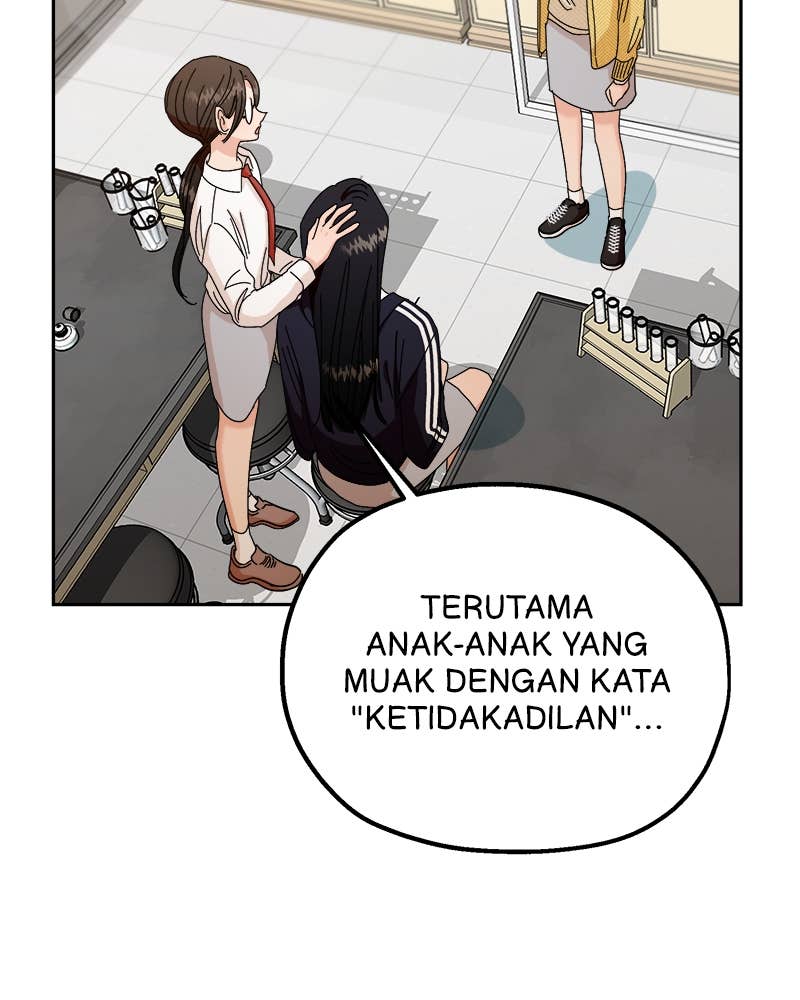 TERUTAMA
ANAK-ANAK YANG
MUAK DENGAN KATA
"KETIDAKADILAN"...